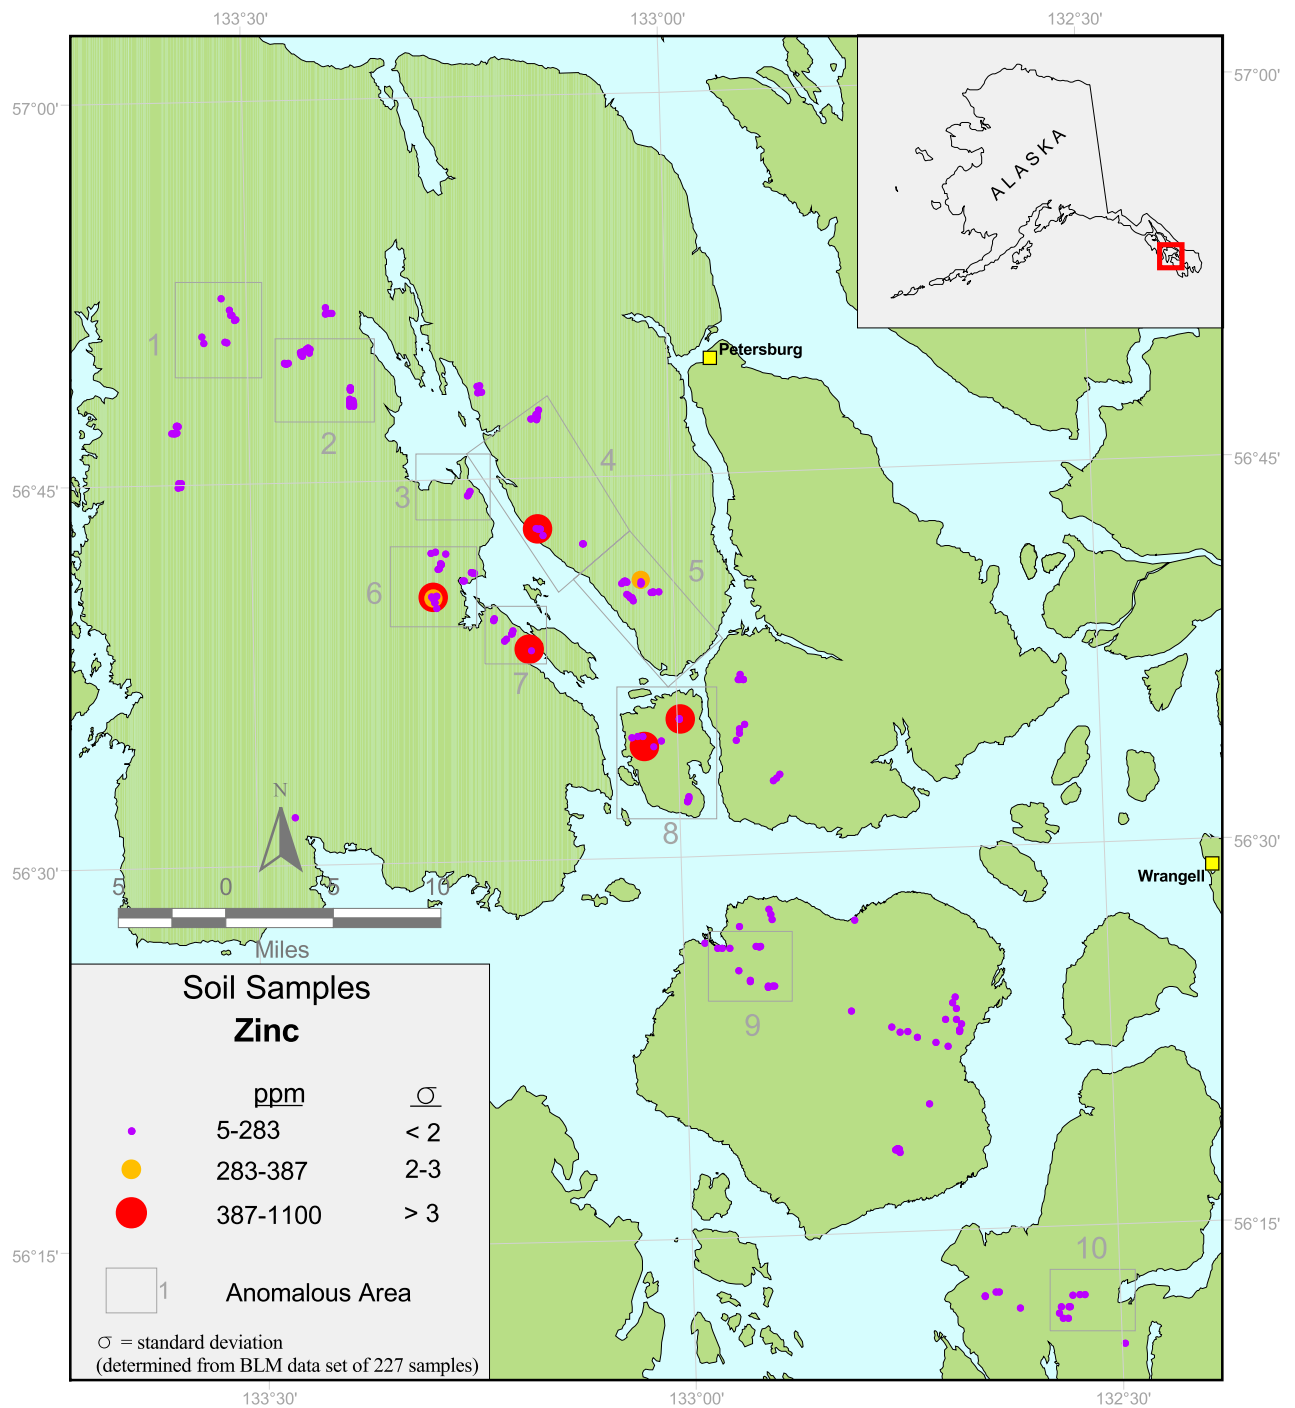 133°30'
133°00'
132°30'
57°00'
57°00'
ALASKA
1
Petersburg
2
4
56°45'
56°45'
3
5
6
7
N
8
56°30'
56°30'
Wrangell
5 0 5 10
Miles
9
Soil Samples
Zinc
ppm σ
5-283 < 2
283-387 2-3
387-1100 > 3
56°15'
56°15'
10
1 Anomalous Area
σ = standard deviation
(determined from BLM data set of 227 samples)
133°30'
133°00'
132°30'